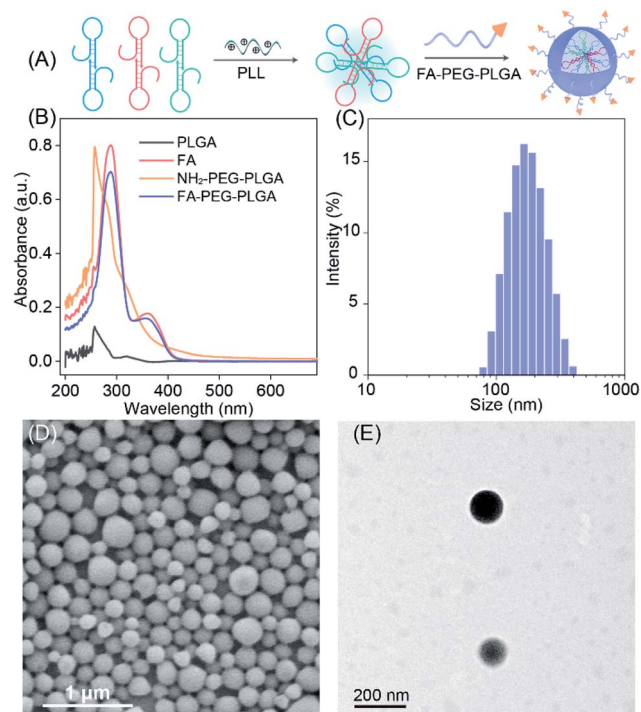 (A)
PLL
FA-PEG-PLGA
(B)
PLGA
FA
NH₂-PEG-PLGA
FA-PEG-PLGA
Absorbance (a.u.)
0.8
0.6
0.4
0.2
0.0
200 300 400 500 600
Wavelength (nm)
(C)
Intensity (%)
15
10
5
0
10 100 1000
Size (nm)
(D)
1 μm
(E)
200 nm